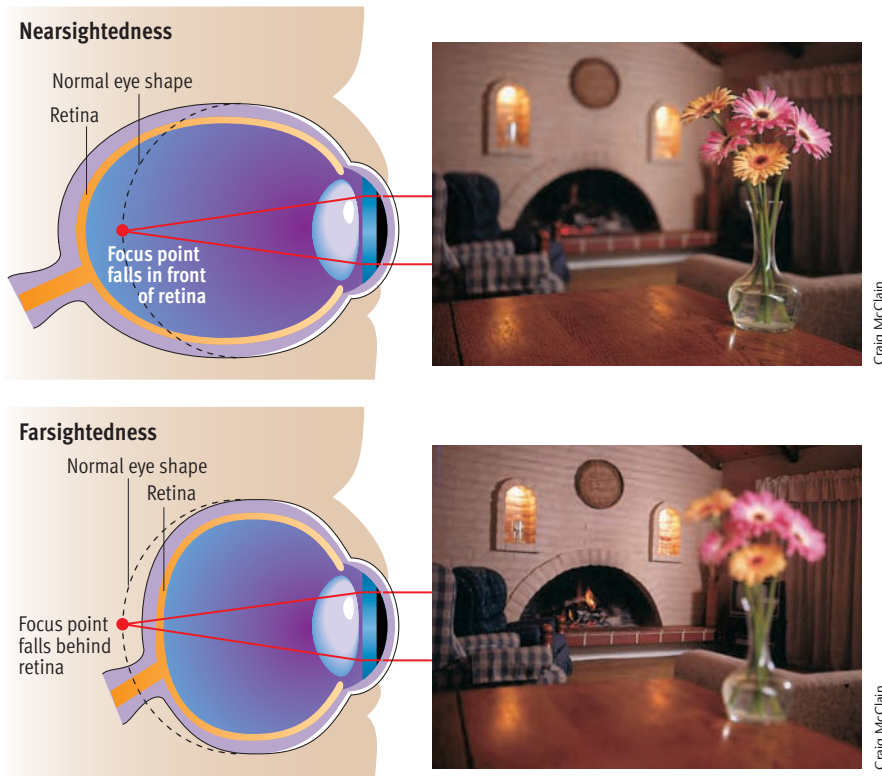 Nearsightedness
Normal eye shape
Retina
Focus point
falls in front
of retina
Craig McClain
Farsightedness
Normal eye shape
Retina
Focus point
falls behind
retina
Craig McClain